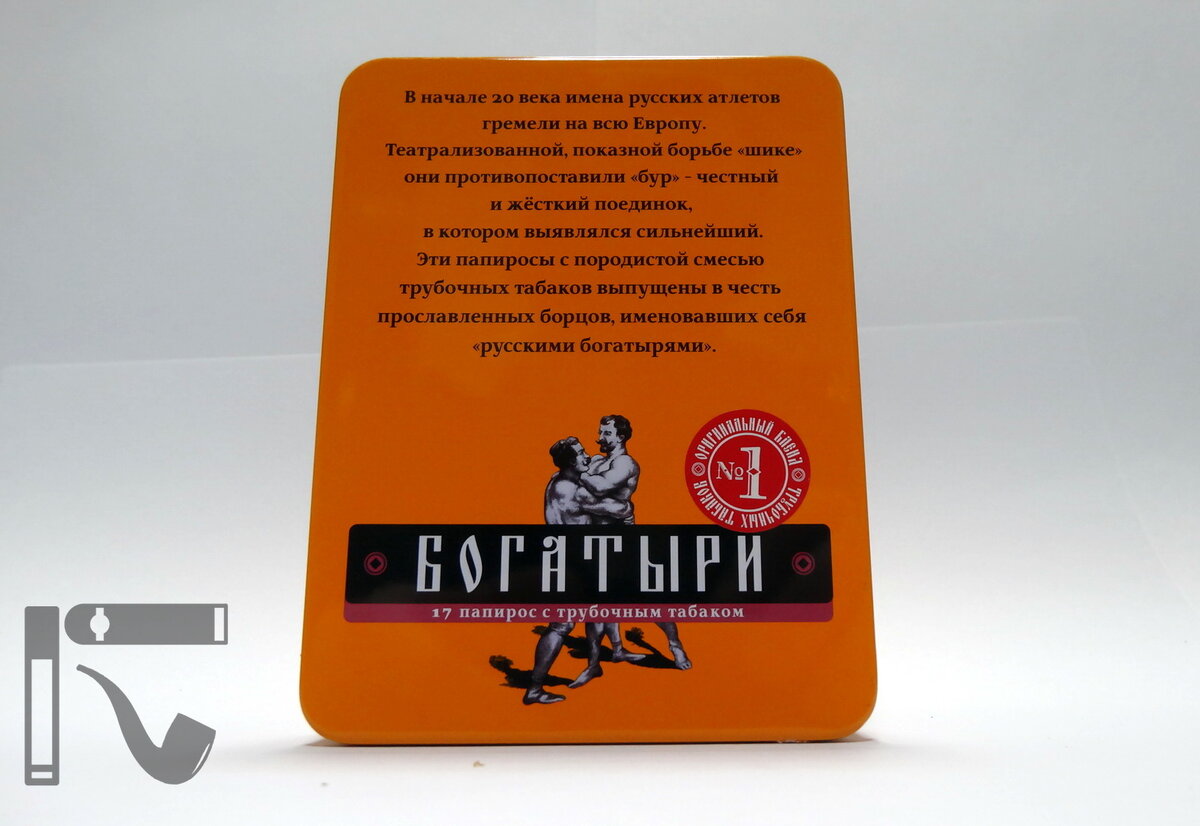 В начале 20 века имена русских атлетов
гремели на всю Европу.
Театрализованной, показной борьбе «шике»
они противопоставили «бур» - честный
и жёсткий поединок,
в котором выявлялся сильнейший.
Эти папиросы с породистой смесью
трубочных табаков выпущены в честь
прославленных борцов, именовавших себя
«русскими богатырями».
ОРИГИНАЛЬНЫЙ БЛЕНД
ТРУБОЧНЫХ ТАБАКОВ
№1
БОГАТЫРИ
17 папирос с трубочным табаком